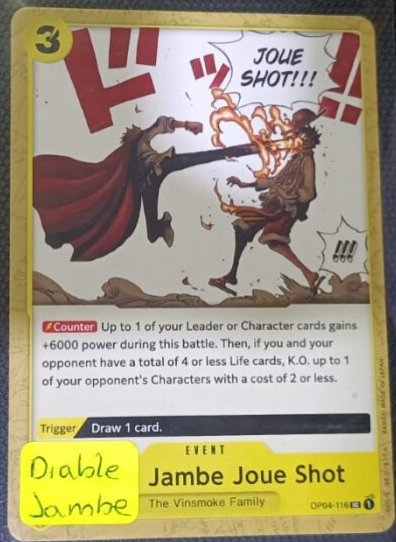 3
JOUE
SHOT!!!
!!!
Counter Up to 1 of your Leader or Character cards gains
+6000 power during this battle. Then, if you and your
opponent have a total of 4 or less Life cards, K.O. up to 1
of your opponent's Characters with a cost of 2 or less.
Trigger Draw 1 card.
EVENT
Diable
Jambe
Jambe Joue Shot
The Vinsmoke Family
OP04-116 UC 1